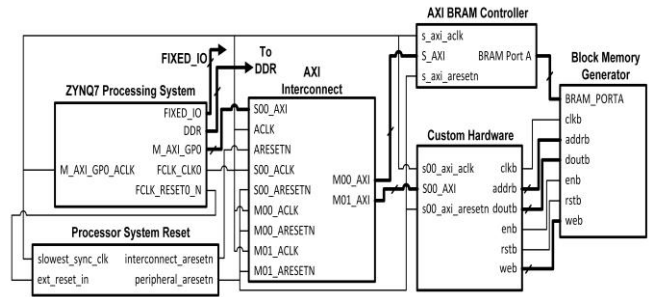 AXI BRAM Controller
s_axi_aclk
S_AXI
BRAM Port A
s_axi_aresetn
FIXED_IO
To
DDR
AXI
Interconnect
S00_AXI
ACLK
ARESETN
S00_ACLK
S00_ARESETN
M00_ACLK
M00_ARESETN
M01_ACLK
M01_ARESETN
M00_AXI
M01_AXI
ZYNQ7 Processing System
FIXED_IO
DDR
M_AXI_GP0
M_AXI_GP0_ACLK
FCLK_CLK0
FCLK_RESET0_N
Processor System Reset
slowest_sync_clk
interconnect_aresetn
ext_reset_in
peripheral_aresetn
Custom Hardware
s00_axi_aclk
clkb
S00_AXI
addrb
s00_axi_aresetn
doutb
enb
rstb
web
Block Memory
Generator
BRAM_PORTA
clkb
addrb
doutb
enb
rstb
web